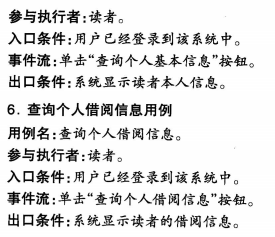 参与执行者:读者。
入口条件:用户已经登录到该系统中。
事件流:单击“查询个人基本信息”按钮。
出口条件:系统显示读者本人信息。
6. 查询个人借阅信息用例
用例名:查询个人借阅信息。
参与执行者:读者。
入口条件:用户已经登录到该系统中。
事件流:单击“查询个人借阅信息”按钮。
出口条件:系统显示读者的借阅信息。